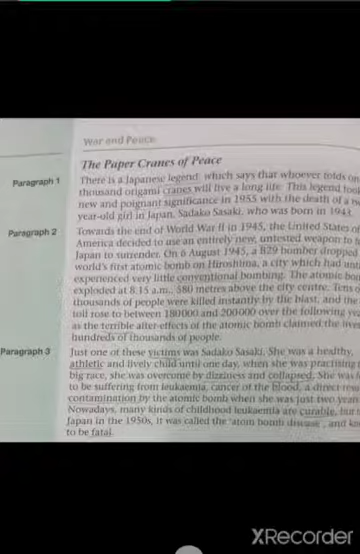 War and Peace
The Paper Cranes of Peace
Paragraph 1
There is a Japanese legend which says that whoever folds one
thousand origami cranes will live a long life. This legend
new and poignant significance in 1955 with the death of a
year-old girl in Japan, Sadako Sasaki, who was born in 1943.
Paragraph 2
Towards the end of World War II in 1945, the United States of
America decided to use an entirely new, untested weapon to
Japan to surrender. On 6 August 1945, a B29 bomber dropped
world's first atomic bomb on Hiroshima, a city which had
experienced very little conventional bombing. The atomic
exploded at 8:15 a.m., 580 metres above the city centre. Tens of
thousands of people were killed instantly by the blast, and the
toll rose to between 180000 and 200000 over the following
as the terrible after-effects of the atomic bomb claimed the
hundreds of thousands of people.
Paragraph 3
Just one of these victims was Sadako Sasaki. She was a healthy,
athletic and lively child until one day, when she was practising
big race, she was overcome by dizziness and collapsed. She was
to be suffering from leukaemia, cancer of the blood, a direct
contamination by the atomic bomb when she was just two years
Nowadays, many kinds of childhood leukaemia are curable, but
Japan in the 1950s, it was called the 'atom bomb disease', and
to be fatal.
XRecorder